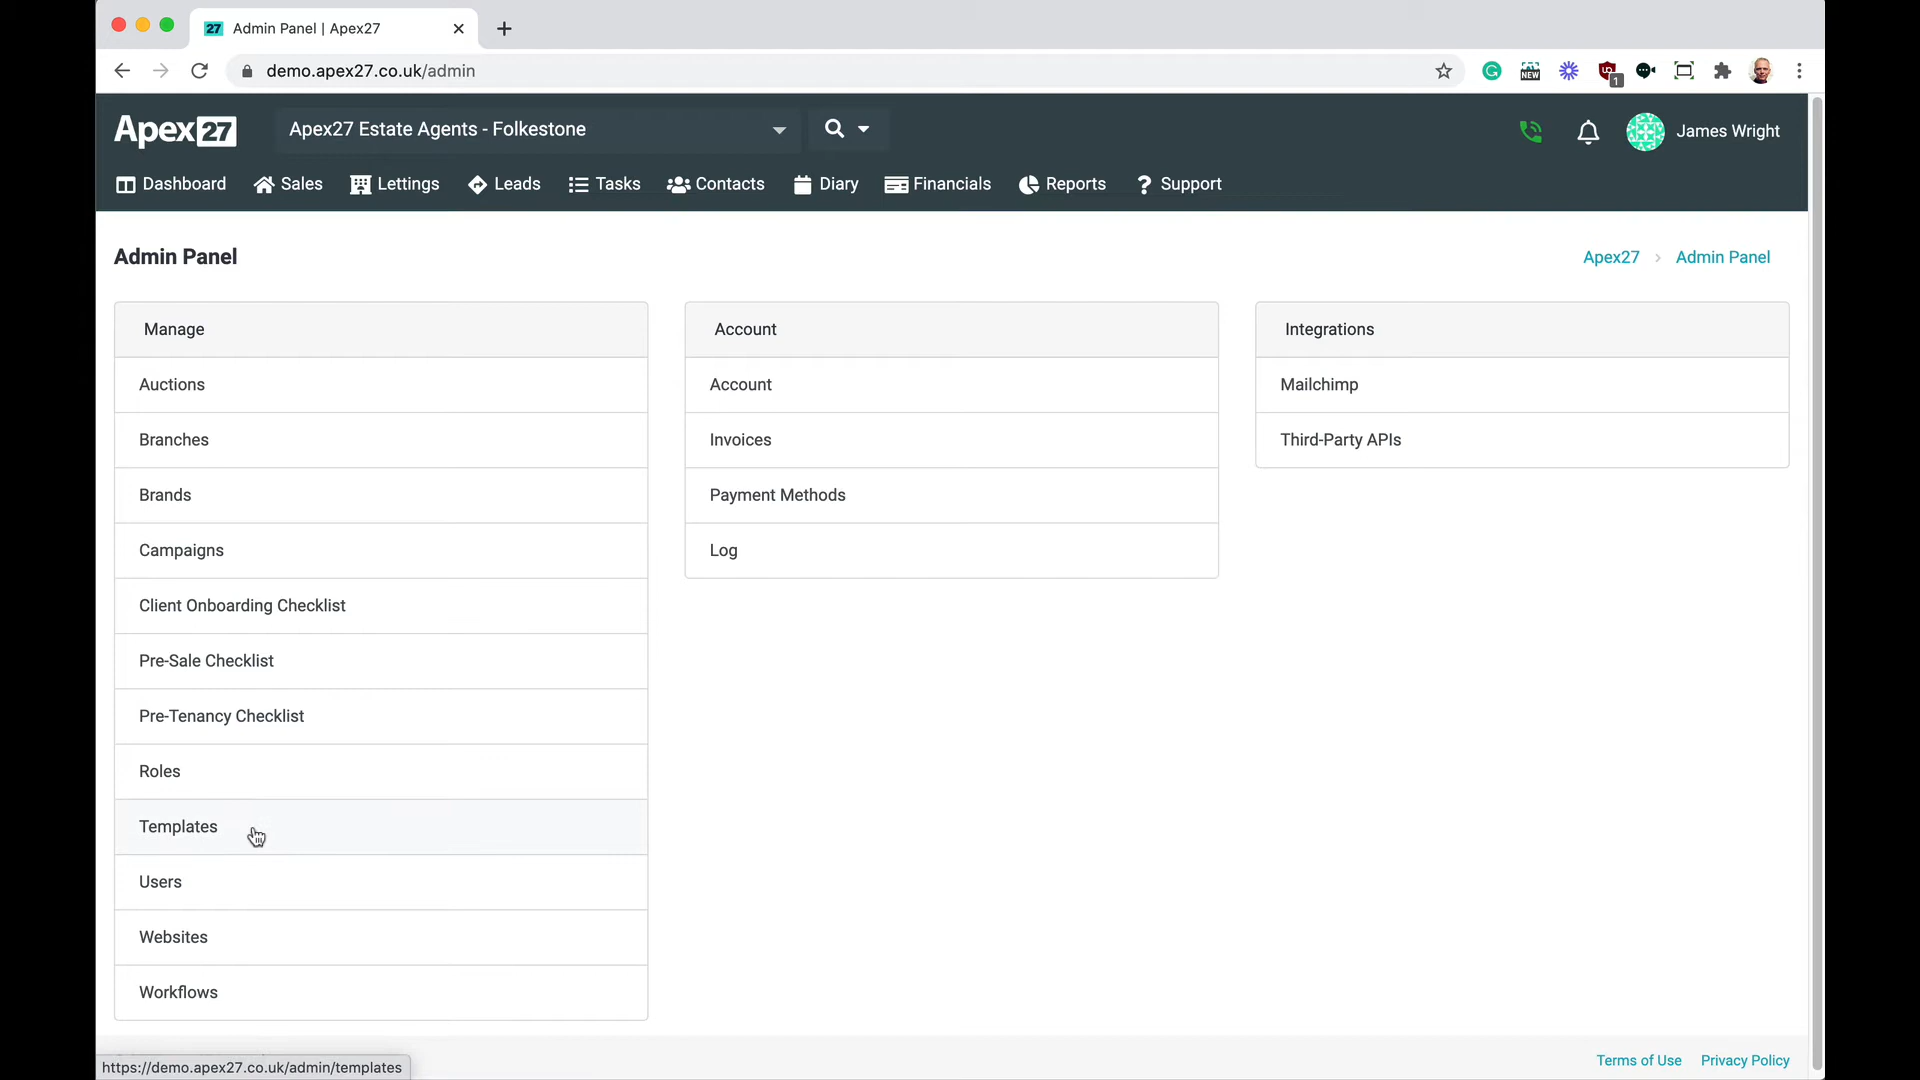 27 Admin Panel | Apex27
demo.apex27.co.uk/admin
NEW
1
Apex27
Apex27 Estate Agents - Folkestone
James Wright
Dashboard
Sales
Lettings
Leads
Tasks
Contacts
Diary
Financials
Reports
Support
Admin Panel
Apex27 > Admin Panel
Manage
Auctions
Branches
Brands
Campaigns
Client Onboarding Checklist
Pre-Sale Checklist
Pre-Tenancy Checklist
Roles
Templates
Users
Websites
Workflows
Account
Account
Invoices
Payment Methods
Log
Integrations
Mailchimp
Third-Party APIs
https://demo.apex27.co.uk/admin/templates
Terms of Use
Privacy Policy